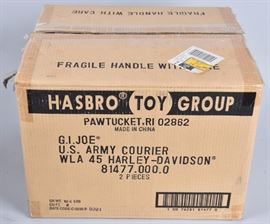 FRAGILE HANDLE WITH CARE
FRAGILE HANDLE WITH
HASBRO TOY GROUP
PAWTUCKET, RI 02862
MADE IN CHINA
G.I. JOE®
U.S. ARMY COURIER
WLA 45 HARLEY-DAVIDSON®
81477.000.0
2 PIECES